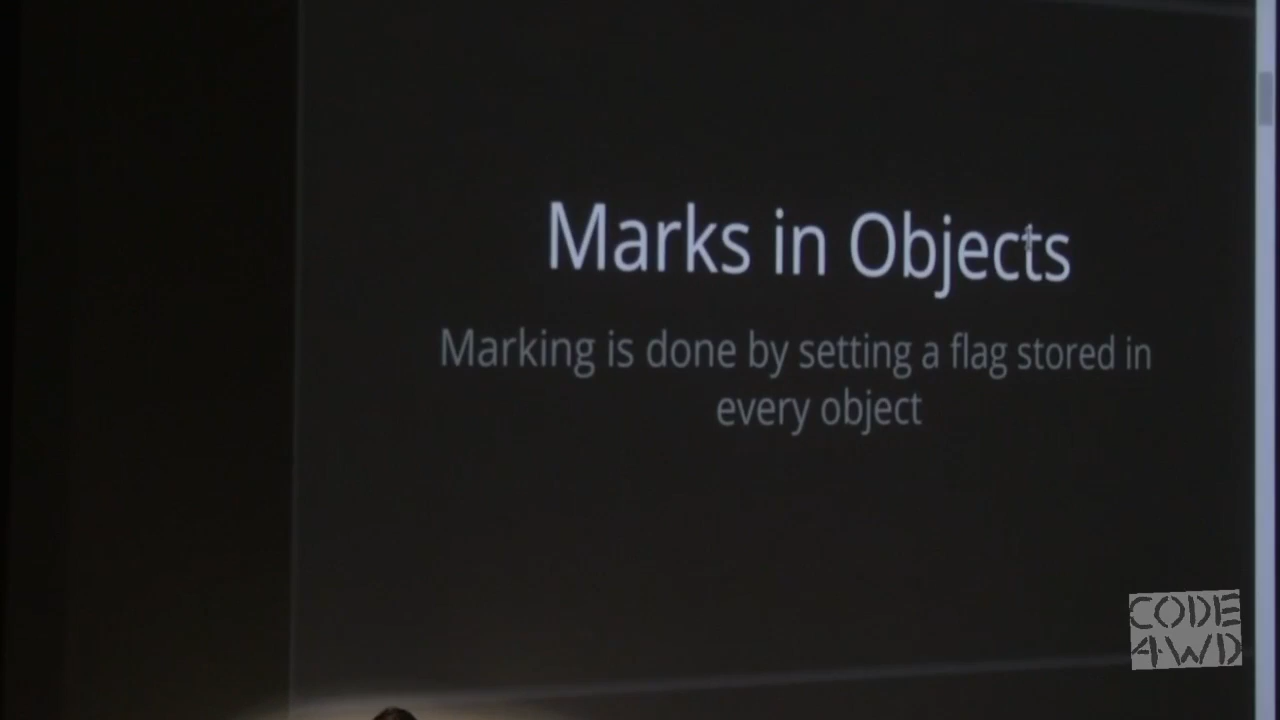 Marks in Objects
Marking is done by setting a flag stored in
every object
CODE
4WD